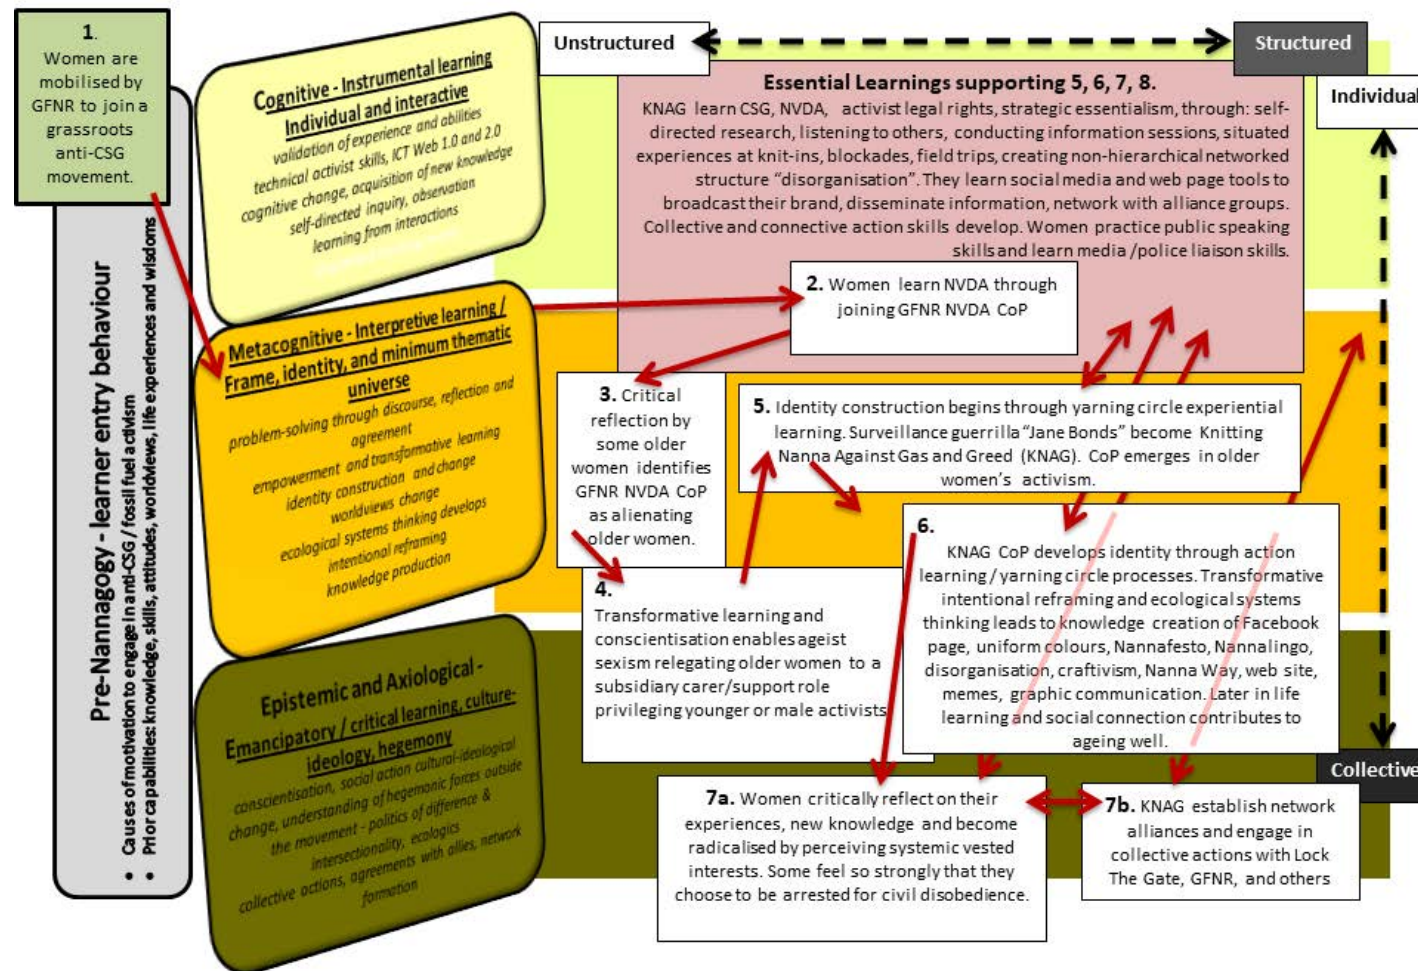 1.
Women are
mobilised by
GFNR to join a
grassroots
anti-CSG
movement.
Pre-Nannagogy - learner entry behaviour
• Causes of motivation to engage in anti-CSG / fossil fuel activism
• Prior capabilities: knowledge, skills, attitudes, worldviews, life experiences and wisdoms
Cognitive - Instrumental learning
Individual and interactive
validation of experience and abilities
technical activist skills, ICT Web 1.0 and 2.0
cognitive change, acquisition of new knowledge
self-directed inquiry, observation
learning from interactions
Metacognitive - Interpretive learning /
Frame, identity, and minimum thematic
universe
problem-solving through discourse, reflection and
agreement
empowerment and transformative learning
identity construction and change
worldviews change
ecological systems thinking develops
intentional reframing
knowledge production
Epistemic and Axiological -
Emancipatory / critical learning, culture-
ideology, hegemony
conscientisation, social action cultural-ideological
change, understanding of hegemonic forces outside
the movement - politics of difference &
intersectionality, ecologics
collective actions, agreements with allies, network
formation
Unstructured
Structured
Individual
Collective
Essential Learnings supporting 5, 6, 7, 8.
KNAG learn CSG, NVDA, activist legal rights, strategic essentialism, through: self-
directed research, listening to others, conducting information sessions, situated
experiences at knit-ins, blockades, field trips, creating non-hierarchical networked
structure “disorganisation”. They learn social media and web page tools to
broadcast their brand, disseminate information, network with alliance groups.
Collective and connective action skills develop. Women practice public speaking
skills and learn media /police liaison skills.
2. Women learn NVDA through
joining GFNR NVDA CoP
3. Critical
reflection by
some older
women identifies
GFNR NVDA CoP
as alienating
older women.
4.
Transformative learning and
conscientisation enables ageist
sexism relegating older women to a
subsidiary carer/support role
privileging younger or male activists
5. Identity construction begins through yarning circle experiential
learning. Surveillance guerrilla “Jane Bonds” become Knitting
Nanna Against Gas and Greed (KNAG). CoP emerges in older
women’s activism.
6.
KNAG CoP develops identity through action
learning / yarning circle processes. Transformative
intentional reframing and ecological systems
thinking leads to knowledge creation of Facebook
page, uniform colours, Nannafesto, Nannalingo,
disorganisation, craftivism, Nanna Way, web site,
memes, graphic communication. Later in life
learning and social connection contributes to
ageing well.
7a. Women critically reflect on their
experiences, new knowledge and become
radicalised by perceiving systemic vested
interests. Some feel so strongly that they
choose to be arrested for civil disobedience.
7b. KNAG establish network
alliances and engage in
collective actions with Lock
The Gate, GFNR, and others